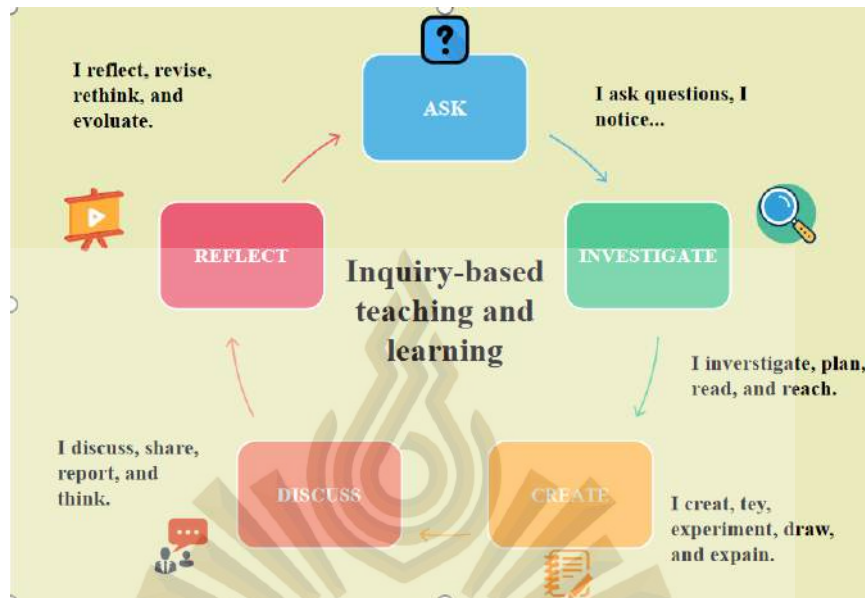 ?
ASK
I ask questions, I
notice...
INVESTIGATE
I inverstigate, plan,
read, and reach.
CREATE
I creat, tey,
experiment, draw,
and expain.
DISCUSS
I discuss, share,
report, and
think.
REFLECT
I reflect, revise,
rethink, and
evoluate.
Inquiry-based
teaching and
learning